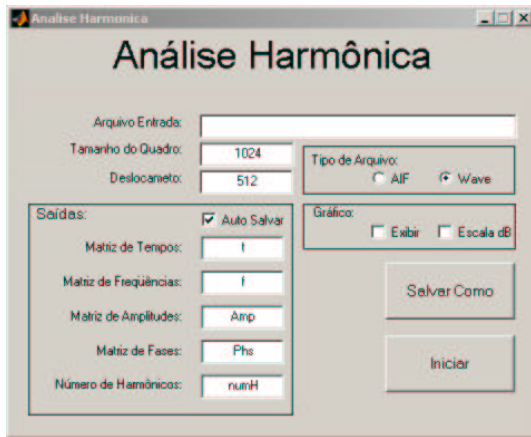 Analise Harmonica
Análise Harmônica
Arquivo Entrada:
Tamanho do Quadro: 1024
Deslocameto: 512
Tipo de Arquivo:
AIF Wave
Saídas: Auto Salvar
Gráfico:
Exibir Escala dB
Matriz de Tempos: t
Matriz de Freqüências: f
Matriz de Amplitudes: Amp
Matriz de Fases: Phs
Número de Harmônicos: numH
Salvar Como
Iniciar